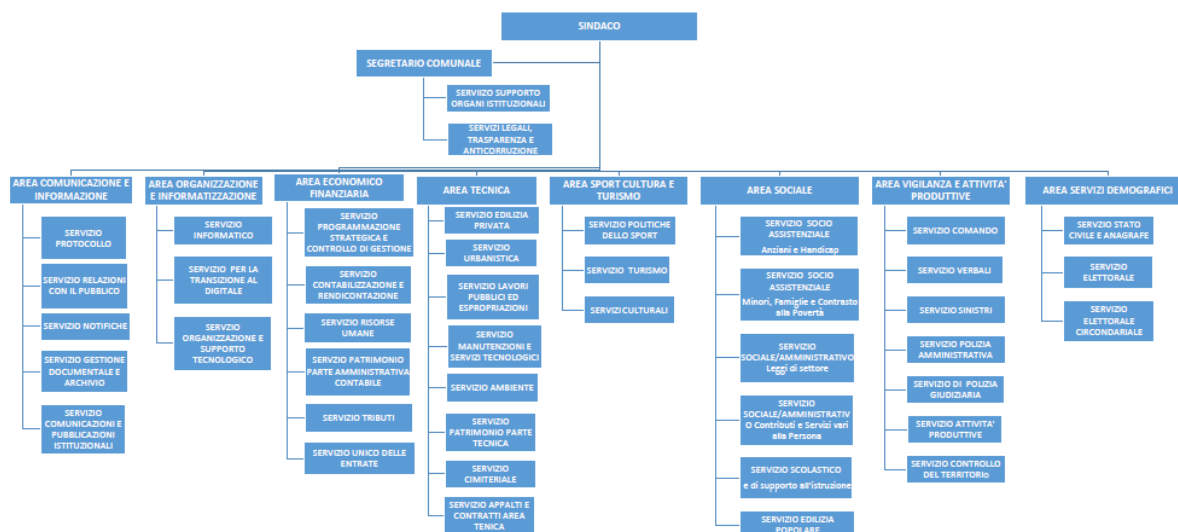 SINDACO
SEGRETARIO COMUNALE
SERVIIZO SUPPORTO
ORGANI ISTITUZIONALI
SERVIZI LEGALI,
TRASPARENZA E
ANTICORRUZIONE
AREA COMUNICAZIONE E
INFORMAZIONE
SERVIZIO
PROTOCOLLO
SERVIZIO RELAZIONI
CON IL PUBBLICO
SERVIZIO NOTIFICHE
SERVIZIO GESTIONE
DOCUMENTALE E
ARCHIVIO
SERVIZIO
COMUNICAZIONI E
PUBBLICAZIONI
ISTITUZIONALI
AREA ORGANIZZAZIONE
E INFORMATIZZAZIONE
SERVIZIO
INFORMATICO
SERVIZIO PER LA
TRANSIZIONE AL
DIGITALE
SERVIZIO
ORGANIZZAZIONE E
SUPPORTO
TECNOLOGICO
AREA ECONOMICO
FINANZIARIA
SERVIZIO
PROGRAMMAZIONE
STRATEGICA E
CONTROLLO DI GESTIONE
SERVIZIO
CONTABILIZZAZIONE E
RENDICONTAZIONE
SERVIZIO RISORSE
UMANE
SERVIZIO PATRIMONIO
PARTE AMMINISTRATIVA
CONTABILE
SERVIZIO TRIBUTI
SERVIZIO UNICO DELLE
ENTRATE
AREA TECNICA
SERVIZIO EDILIZIA
PRIVATA
SERVIZIO
URBANISTICA
SERVIZIO LAVORI
PUBBLICI ED
ESPROPRIAZIONI
SERVIZIO
MANUTENZIONI E
SERVIZI TECNOLOGICI
SERVIZIO AMBIENTE
SERVIZIO
PATRIMONIO PARTE
TECNICA
SERVIZIO
CIMITERIALE
SERVIZIO APPALTI E
CONTRATTI AREA
TENICA
AREA SPORT CULTURA E
TURISMO
SERVIZIO POLITICHE
DELLO SPORT
SERVIZIO TURISMO
SERVIZI CULTURALI
AREA SOCIALE
SERVIZIO SOCIO
ASSISTENZIALE
Anziani e Handicap
SERVIZIO SOCIO
ASSISTENZIALE
Minori, Famiglie e Contrasto
alla Povertà
SERVIZIO
SOCIALE/AMMINISTRATIVO
Leggi di settore
SERVIZIO
SOCIALE/AMMINISTRATIV
O Contributi e Servizi vari
alla Persona
SERVIZIO SCOLASTICO
e di supporto all'istruzione
SERVIZIO EDILIZIA
POPOLARE
AREA VIGILANZA E ATTIVITA'
PRODUTTIVE
SERVIZIO COMANDO
SERVIZIO VERBALI
SERVIZIO SINISTRI
SERVIZIO POLIZIA
AMMINISTRATIVA
SERVIZIO DI POLIZIA
GIUDIZIARIA
SERVIZIO ATTIVITA'
PRODUTTIVE
SERVIZIO CONTROLLO
DEL TERRITORIo
AREA SERVIZI DEMOGRAFICI
SERVIZIO STATO
CIVILE E ANAGRAFE
SERVIZIO
ELETTORALE
SERVIZIO
ELETTORALE
CIRCONDARIALE